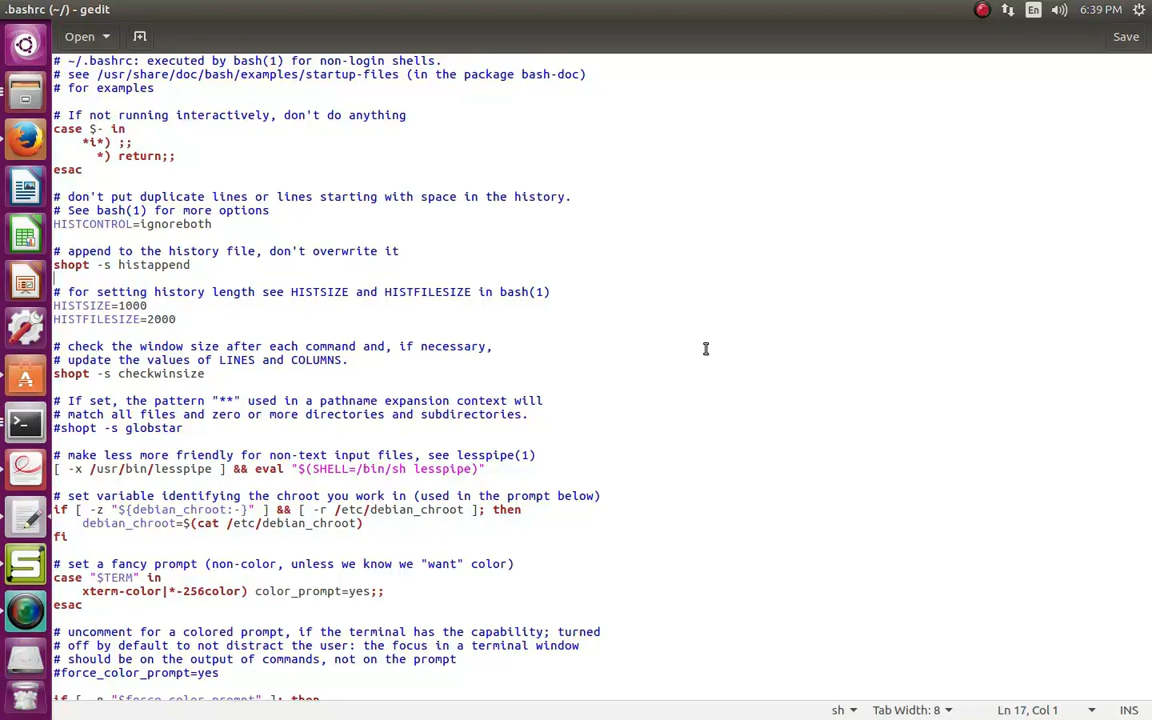 .bashrc (~/) - gedit
En
6:39 PM
Open
Save
# ~/.bashrc: executed by bash(1) for non-login shells.
# see /usr/share/doc/bash/examples/startup-files (in the package bash-doc)
# for examples
# If not running interactively, don't do anything
case $- in
*i*) ;;
*) return;;
esac
# don't put duplicate lines or lines starting with space in the history.
# See bash(1) for more options
HISTCONTROL=ignoreboth
# append to the history file, don't overwrite it
shopt -s histappend
# for setting history length see HISTSIZE and HISTFILESIZE in bash(1)
HISTSIZE=1000
HISTFILESIZE=2000
# check the window size after each command and, if necessary,
# update the values of LINES and COLUMNS.
shopt -s checkwinsize
# If set, the pattern "**" used in a pathname expansion context will
# match all files and zero or more directories and subdirectories.
#shopt -s globstar
# make less more friendly for non-text input files, see lesspipe(1)
[ -x /usr/bin/lesspipe ] && eval "$(SHELL=/bin/sh lesspipe)"
# set variable identifying the chroot you work in (used in the prompt below)
if [ -z "${debian_chroot:-}" ] && [ -r /etc/debian_chroot ]; then
debian_chroot=$(cat /etc/debian_chroot)
fi
# set a fancy prompt (non-color, unless we know we "want" color)
case "$TERM" in
xterm-color|*-256color) color_prompt=yes;;
esac
# uncomment for a colored prompt, if the terminal has the capability; turned
# off by default to not distract the user: the focus in a terminal window
# should be on the output of commands, not on the prompt
#force_color_prompt=yes
if [ -n "$force_color_prompt" ]; then
sh
Tab Width: 8
Ln 17, Col 1
INS